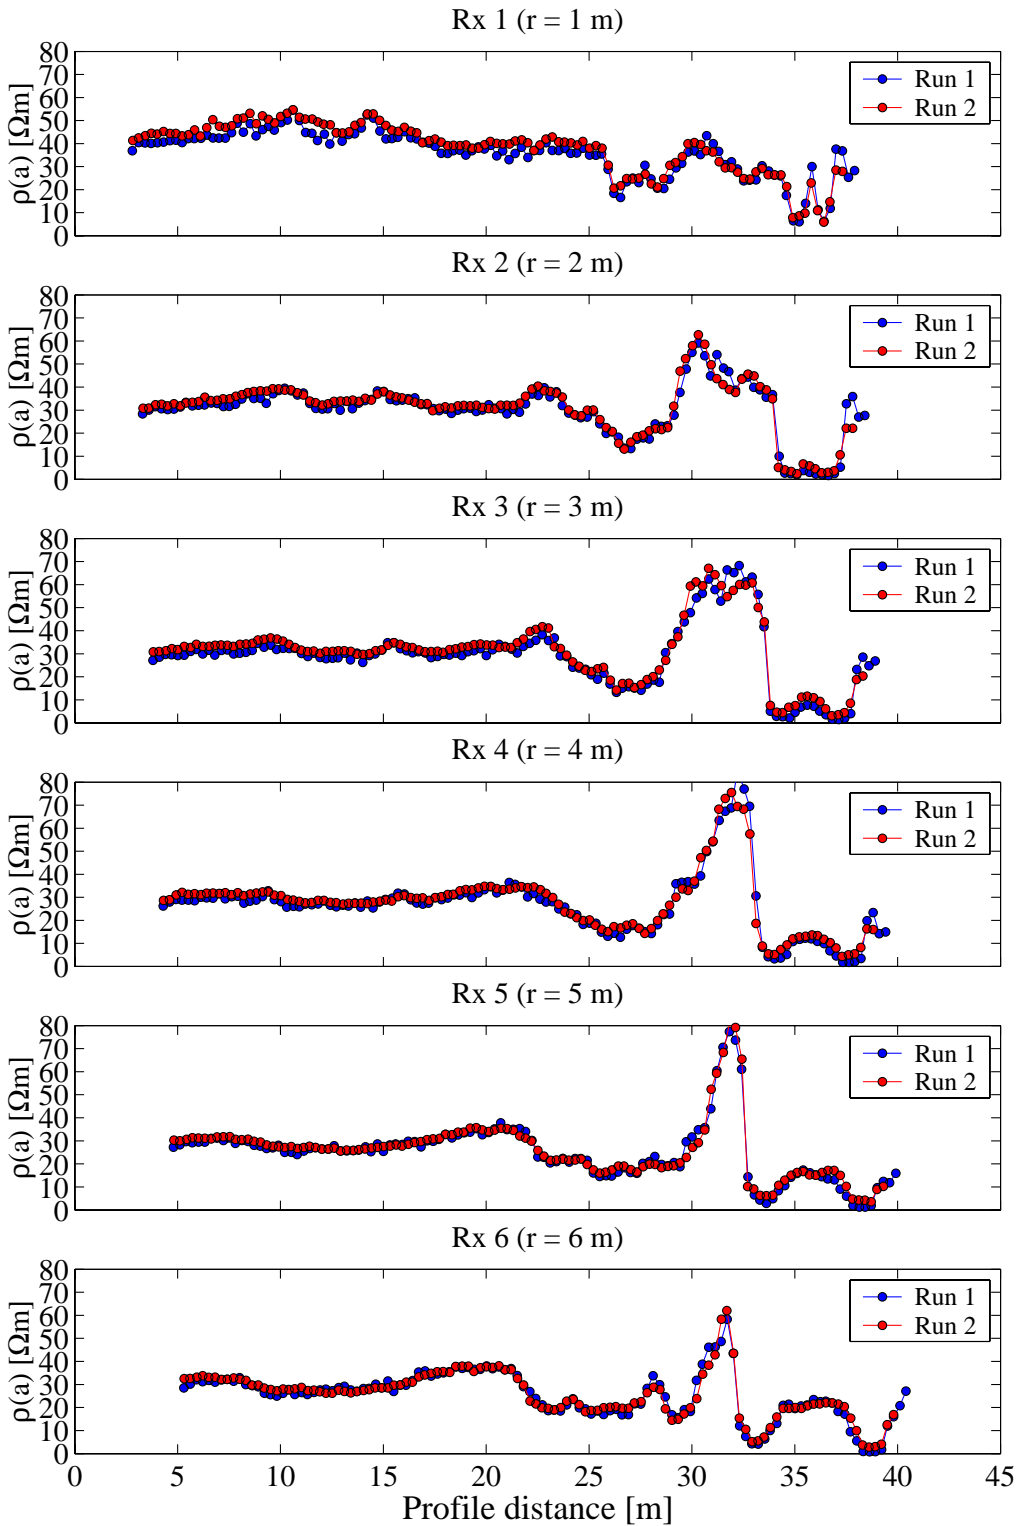 Rx 1 (r = 1 m)
80
70
60
50
40
30
20
10
0
ρ(a) [Ωm]
Run 1
Run 2
Rx 2 (r = 2 m)
80
70
60
50
40
30
20
10
0
ρ(a) [Ωm]
Run 1
Run 2
Rx 3 (r = 3 m)
80
70
60
50
40
30
20
10
0
ρ(a) [Ωm]
Run 1
Run 2
Rx 4 (r = 4 m)
80
70
60
50
40
30
20
10
0
ρ(a) [Ωm]
Run 1
Run 2
Rx 5 (r = 5 m)
80
70
60
50
40
30
20
10
0
ρ(a) [Ωm]
Run 1
Run 2
Rx 6 (r = 6 m)
80
70
60
50
40
30
20
10
0
ρ(a) [Ωm]
Run 1
Run 2
0 5 10 15 20 25 30 35 40 45
Profile distance [m]